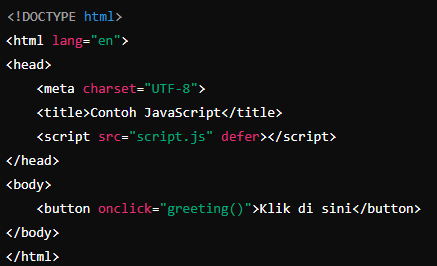 <!DOCTYPE html>
<html lang="en">
<head>
    <meta charset="UTF-8">
    <title>Contoh JavaScript</title>
    <script src="script.js" defer></script>
</head>
<body>
    <button onclick="greeting()">Klik di sini</button>
</body>
</html>